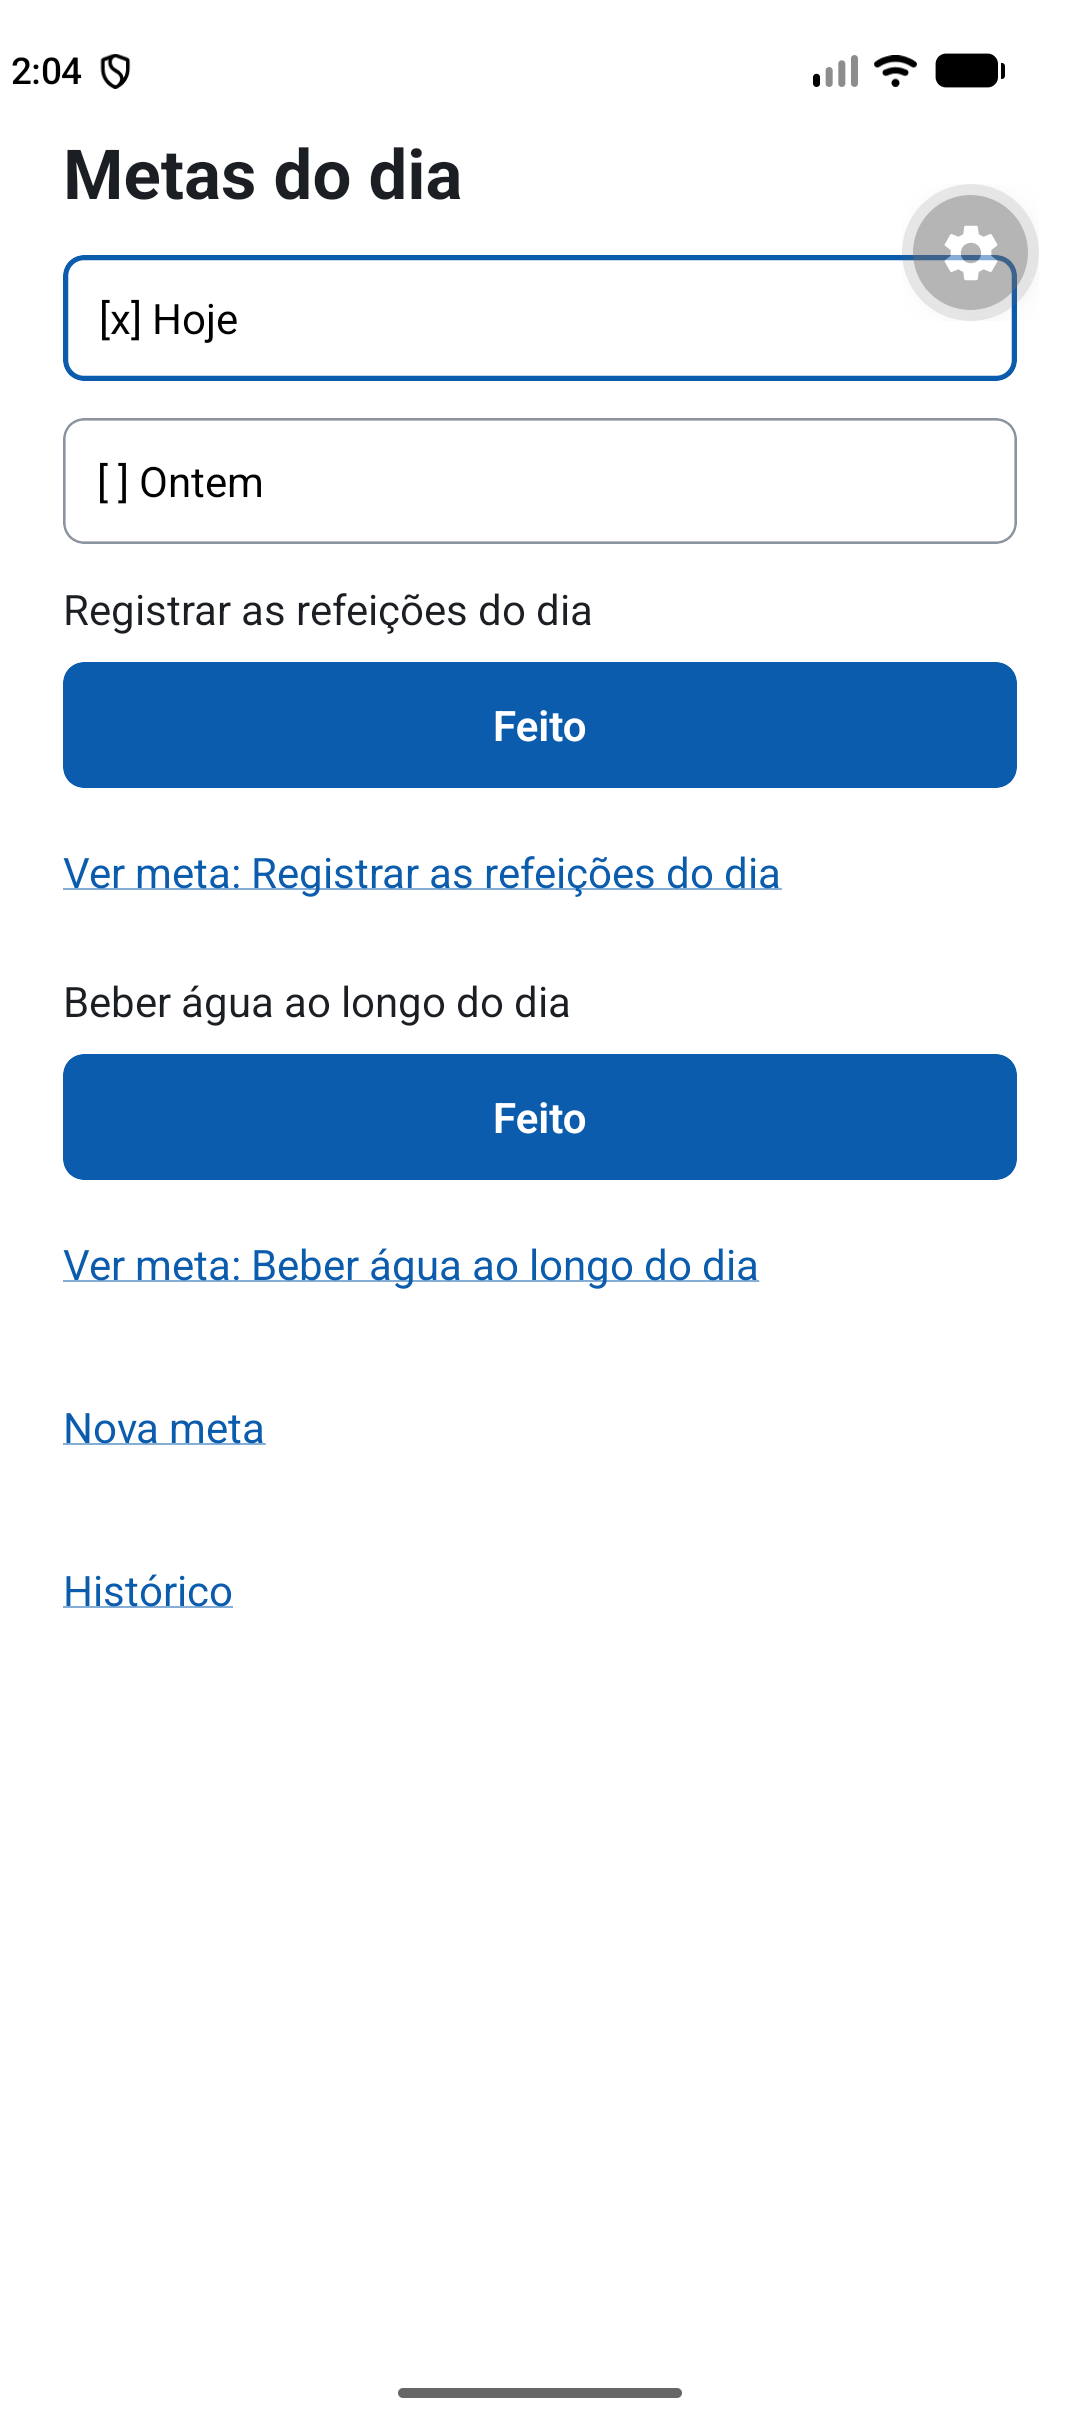 2:04
Metas do dia
[x] Hoje
[ ] Ontem
Registrar as refeições do dia
Feito
Ver meta: Registrar as refeições do dia
Beber água ao longo do dia
Feito
Ver meta: Beber água ao longo do dia
Nova meta
Histórico